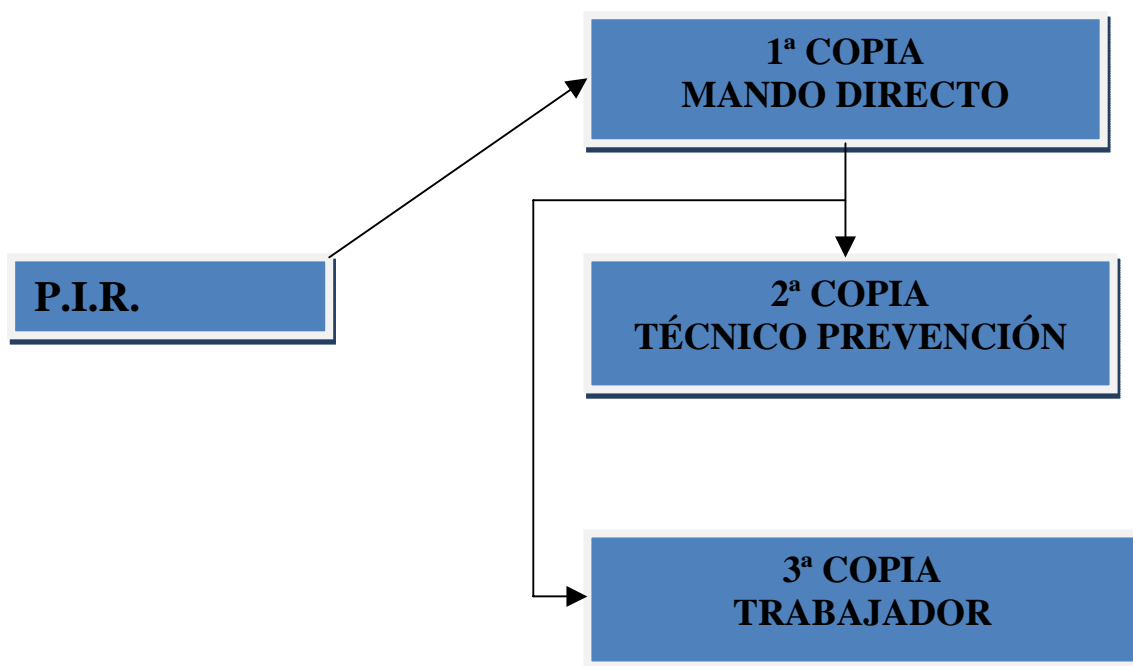 1ª COPIA
MANDO DIRECTO
P.I.R.
2ª COPIA
TÉCNICO PREVENCIÓN
3ª COPIA
TRABAJADOR